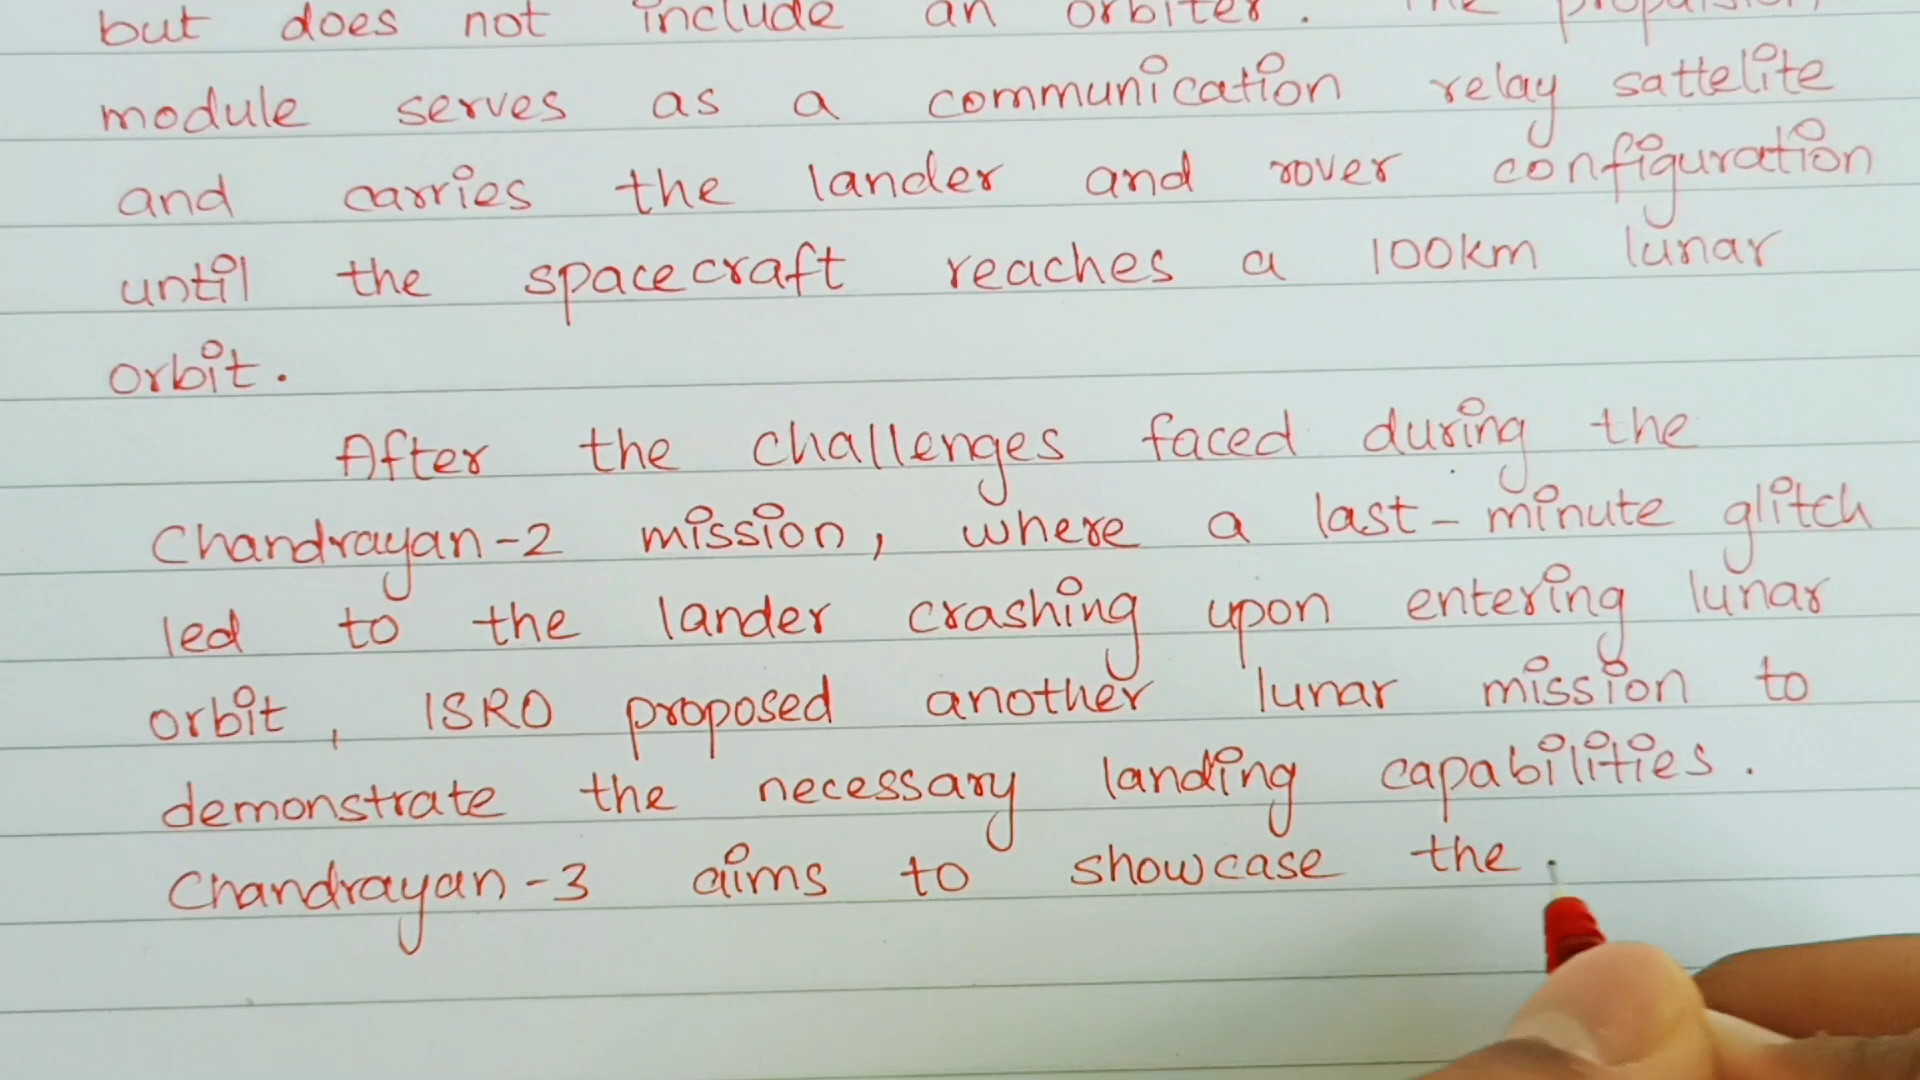 but does not include an orbiter. The propulsion
module serves as a communication relay sattelite
and carries the lander and rover configuration
until the spacecraft reaches a 100km lunar
orbit.
After the challenges faced during the
Chandrayan-2 mission, where a last-minute glitch
led to the lander crashing upon entering lunar
orbit, ISRO proposed another lunar mission to
demonstrate the necessary landing capabilities.
Chandrayan-3 aims to showcase the